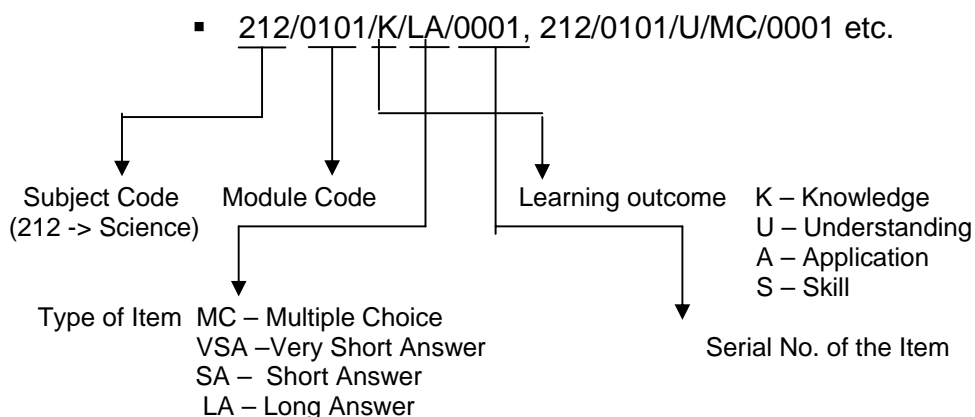 ▪ 212/0101/K/LA/0001, 212/0101/U/MC/0001 etc.
Subject Code
(212 -> Science)
Module Code
Learning outcome
K – Knowledge
U – Understanding
A – Application
S – Skill
Type of Item
MC – Multiple Choice
VSA –Very Short Answer
SA – Short Answer
LA – Long Answer
Serial No. of the Item